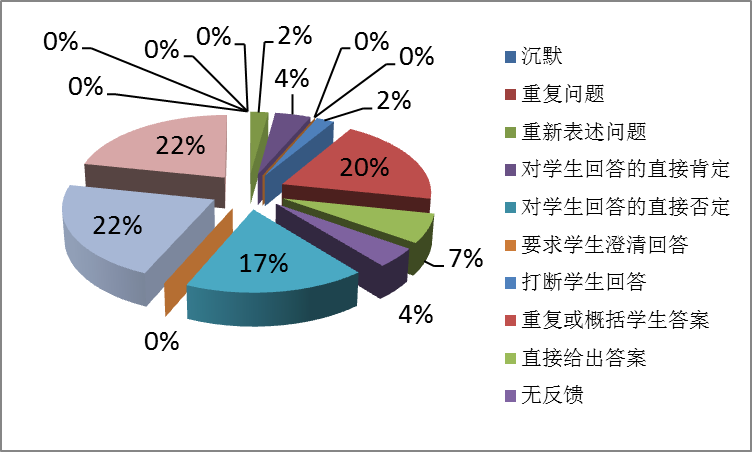 0%
0%
0%
0%
2%
4%
0%
0%
2%
20%
7%
4%
17%
0%
22%
22%
沉默
重复问题
重新表述问题
对学生回答的直接肯定
对学生回答的直接否定
要求学生澄清回答
打断学生回答
重复或概括学生答案
直接给出答案
无反馈